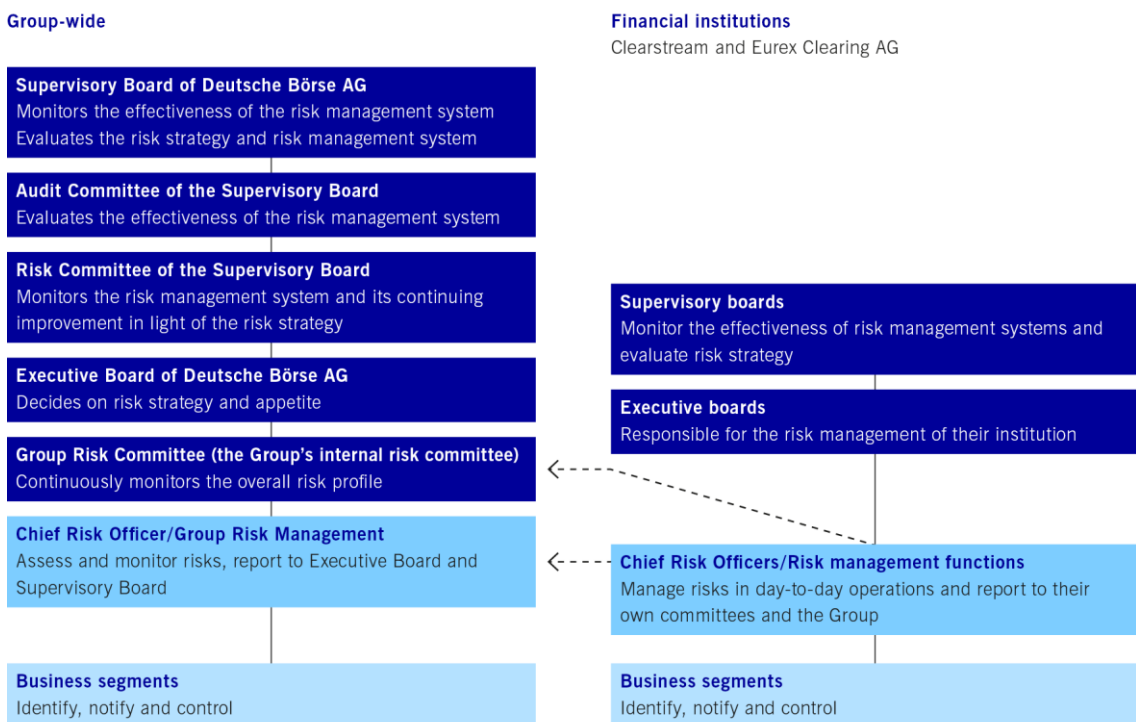 Group-wide
Supervisory Board of Deutsche Börse AG
Monitors the effectiveness of the risk management system
Evaluates the risk strategy and risk management system
Audit Committee of the Supervisory Board
Evaluates the effectiveness of the risk management system
Risk Committee of the Supervisory Board
Monitors the risk management system and its continuing
improvement in light of the risk strategy
Executive Board of Deutsche Börse AG
Decides on risk strategy and appetite
Group Risk Committee (the Group's internal risk committee)
Continuously monitors the overall risk profile
Chief Risk Officer/Group Risk Management
Assess and monitor risks, report to Executive Board and
Supervisory Board
Business segments
Identify, notify and control
Financial institutions
Clearstream and Eurex Clearing AG
Supervisory boards
Monitor the effectiveness of risk management systems and
evaluate risk strategy
Executive boards
Responsible for the risk management of their institution
Chief Risk Officers/Risk management functions
Manage risks in day-to-day operations and report to their
own committees and the Group
Business segments
Identify, notify and control